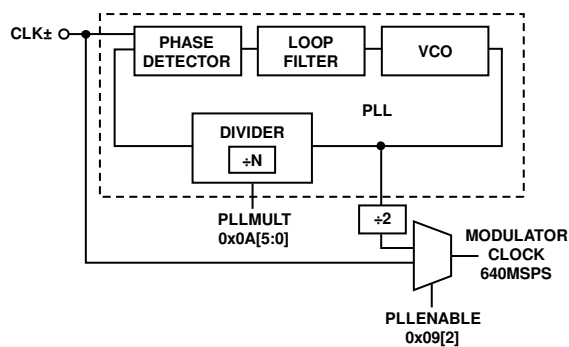 CLK±
PHASE
DETECTOR
LOOP
FILTER
VCO
PLL
DIVIDER
÷N
PLLMULT
0x0A[5:0]
÷2
MODULATOR
CLOCK
640MSPS
PLLENABLE
0x09[2]